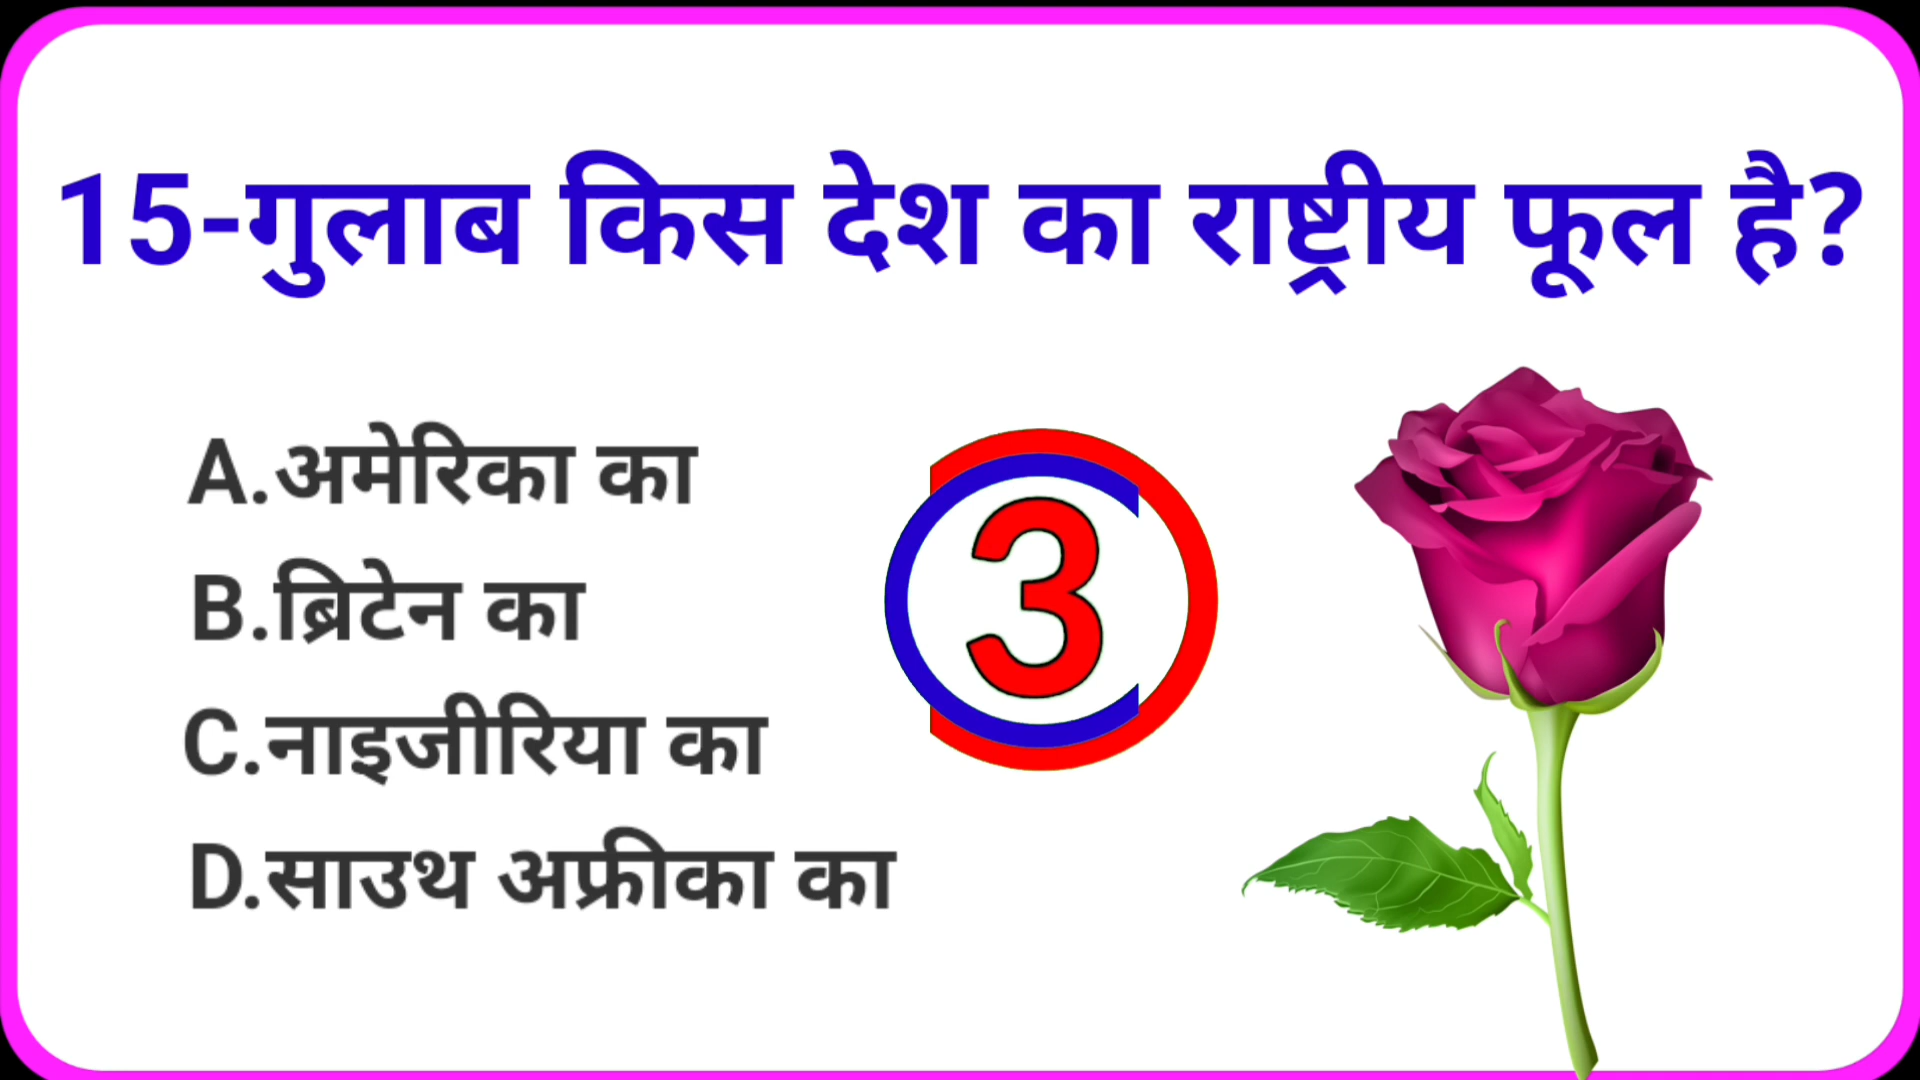 15-गुलाब किस देश का राष्ट्रीय फूल है?
A.अमेरिका का
B.ब्रिटेन का
3
C.नाइजीरिया का
D.साउथ अफ्रीका का